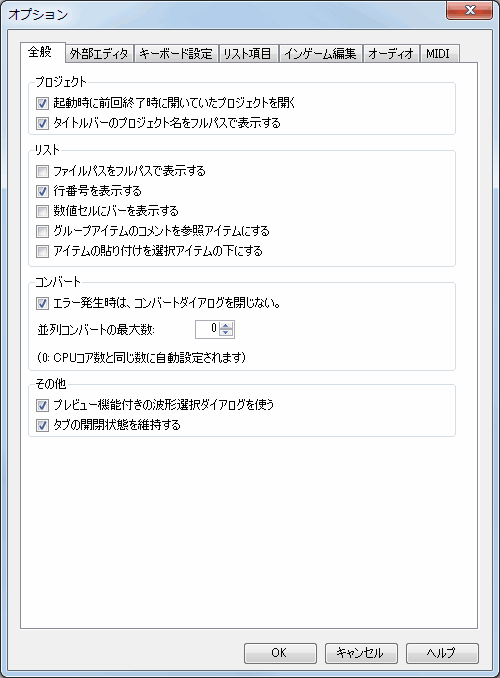 オプション
全般 外部エディタ キーボード設定 リスト項目 インゲーム編集 オーディオ MIDI
プロジェクト
起動時に前回終了時に開いていたプロジェクトを開く
タイトルバーのプロジェクト名をフルパスで表示する
リスト
ファイルパスをフルパスで表示する
行番号を表示する
数値セルにバーを表示する
グループアイテムのコメントを参照アイテムにする
アイテムの貼り付けを選択アイテムの下にする
コンバート
エラー発生時は、コンバートダイアログを閉じない。
並列コンバートの最大数: 0
(0: CPUコア数と同じ数に自動設定されます)
その他
プレビュー機能付きの波形選択ダイアログを使う
タブの開閉状態を維持する
OK キャンセル ヘルプ